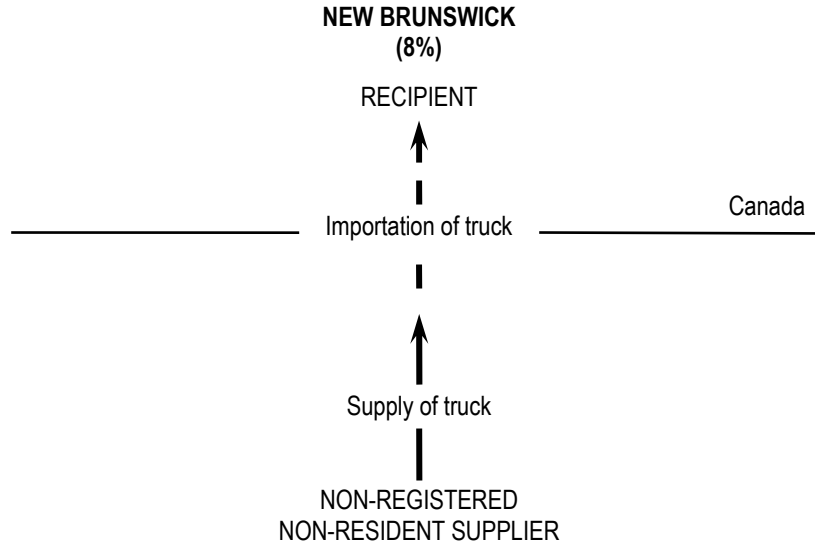 NEW BRUNSWICK
(8%)
RECIPIENT
Canada
Importation of truck
Supply of truck
NON-REGISTERED
NON-RESIDENT SUPPLIER